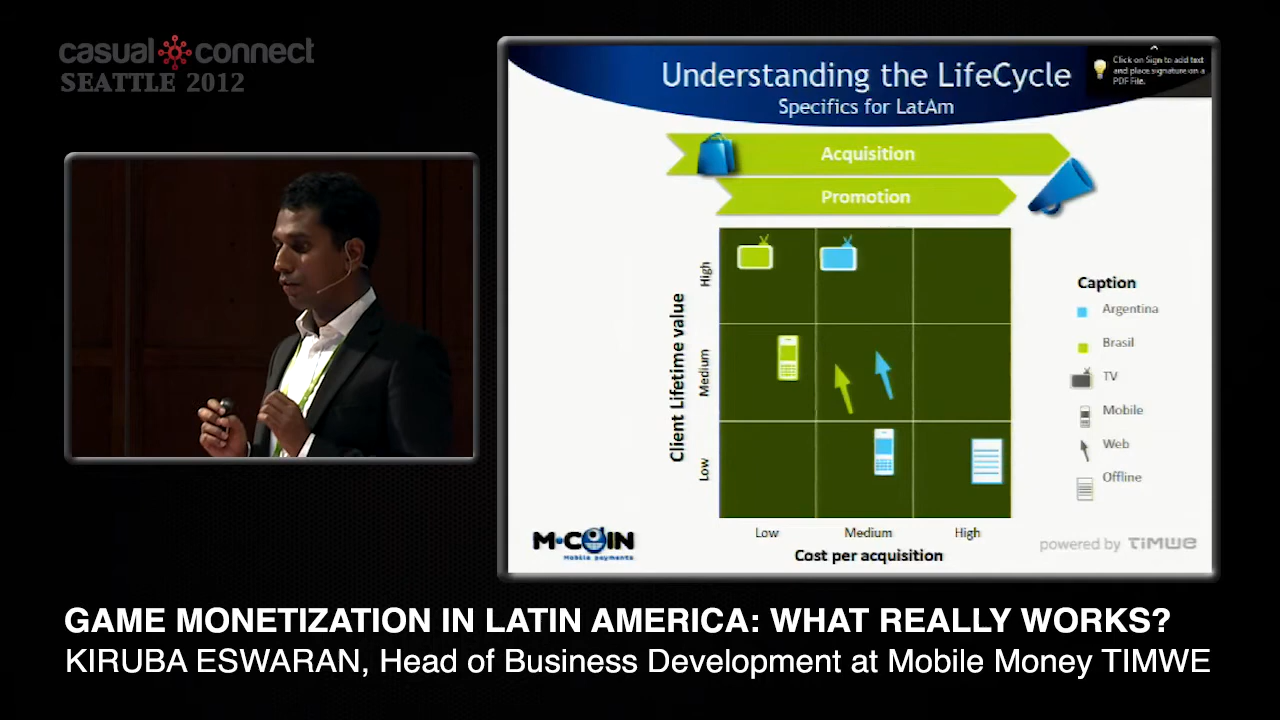 casual connect
SEATTLE 2012
Click on Sign to add text
and place signature on a
PDF File.
Understanding the LifeCycle
Specifics for LatAm
Acquisition
Promotion
Client Lifetime value
High
Medium
Low
Low Medium High
Cost per acquisition
Caption
Argentina
Brasil
TV
Mobile
Web
Offline
M•COIN
Mobile payments
powered by TIMWE
GAME MONETIZATION IN LATIN AMERICA: WHAT REALLY WORKS?
KIRUBA ESWARAN, Head of Business Development at Mobile Money TIMWE